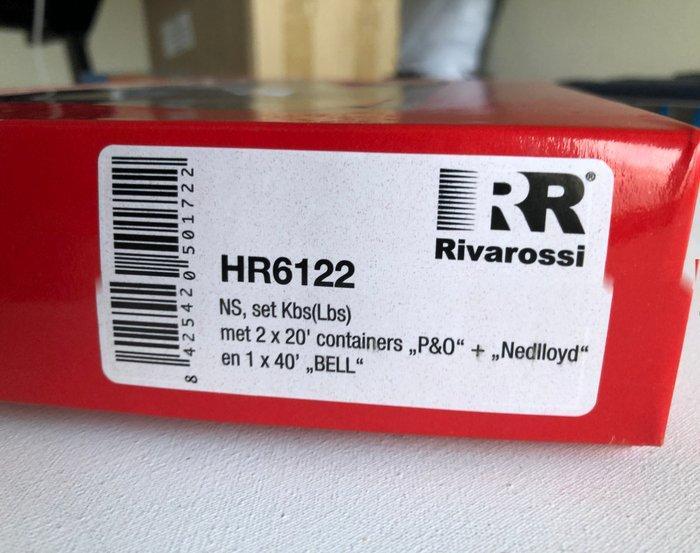 RR®
Rivarossi
HR6122
NS, set Kbs(Lbs)
met 2 x 20' containers „P&O“ + „Nedlloyd“
en 1 x 40’ „BELL“
8 425420 501722